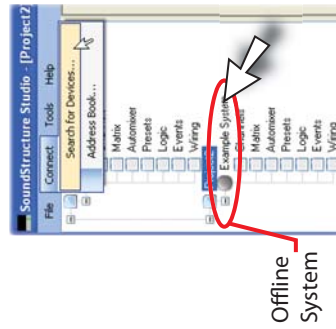 SoundStructure Studio - [Project2
File Connect Tools Help
Search for Devices...
Address Book...
Matrix
Automixer
Presets
Logic
Events
Wiring
Example System
Channels
Matrix
Automixer
Presets
Logic
Events
Wiring
Offline
System